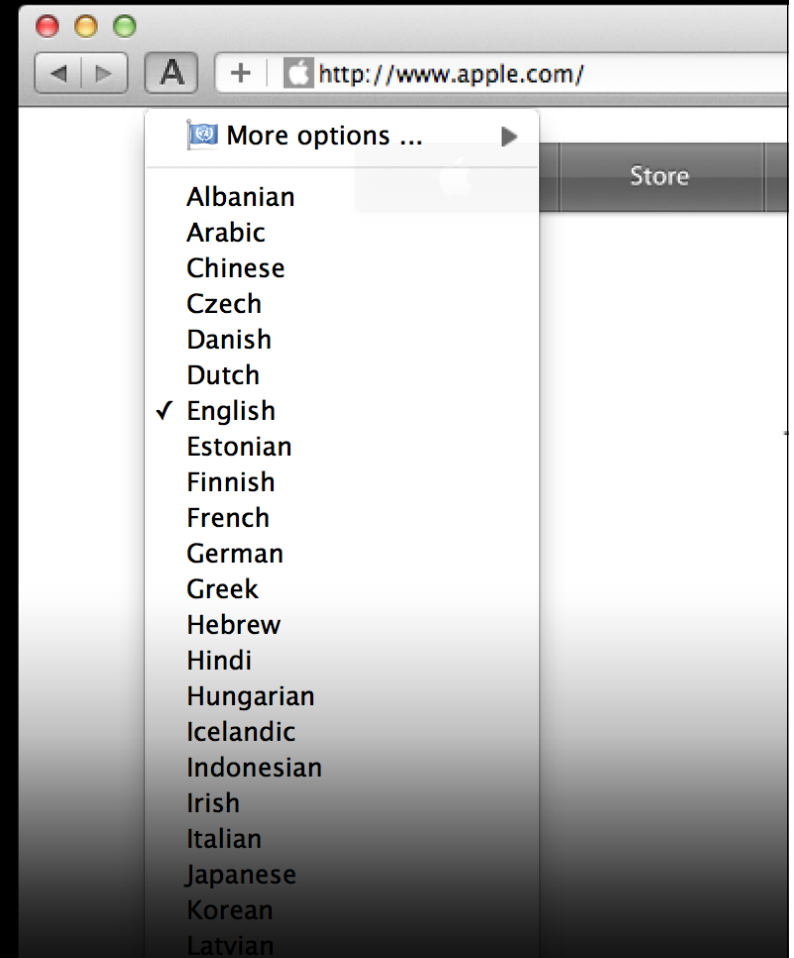 A
+
http://www.apple.com/
More options ...
Store
Albanian
Arabic
Chinese
Czech
Danish
Dutch
✓ English
Estonian
Finnish
French
German
Greek
Hebrew
Hindi
Hungarian
Icelandic
Indonesian
Irish
Italian
Japanese
Korean
Latvian